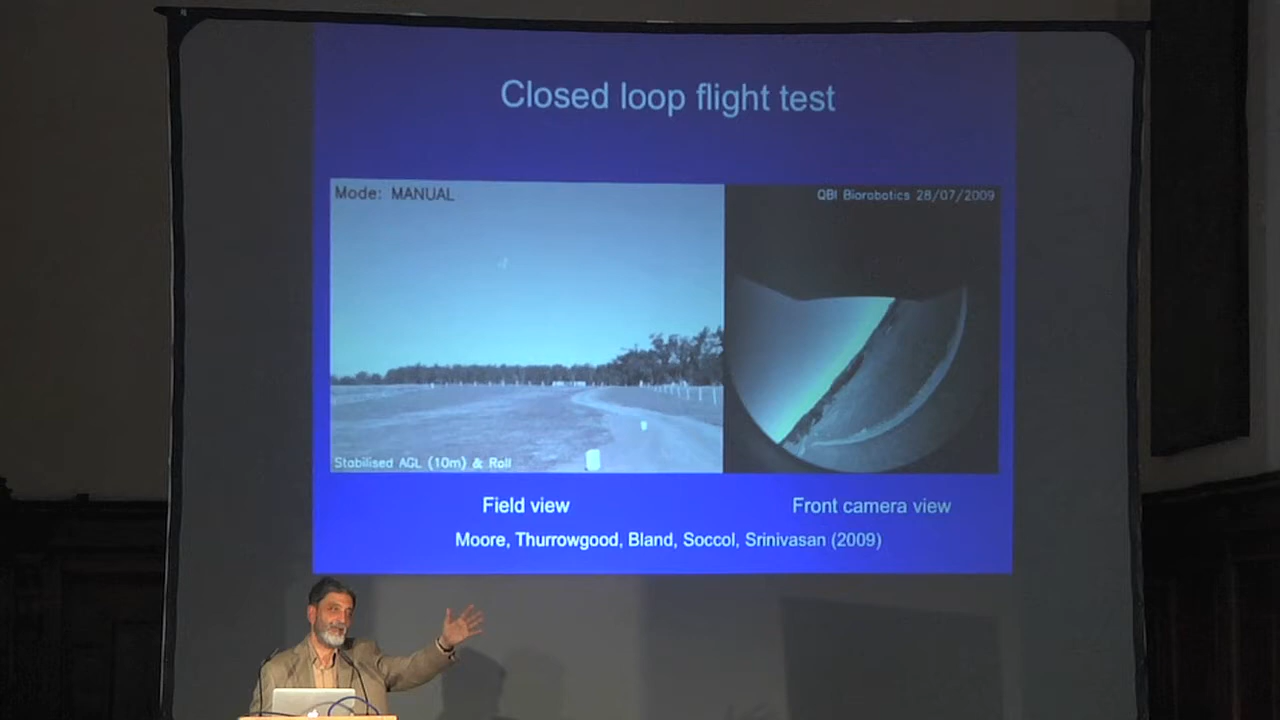 Closed loop flight test
Mode: MANUAL
QBI Biorobotics 28/07/2009
Stabilised AGL (10m) & Roll
Field view
Front camera view
Moore, Thurrowgood, Bland, Soccol, Srinivasan (2009)